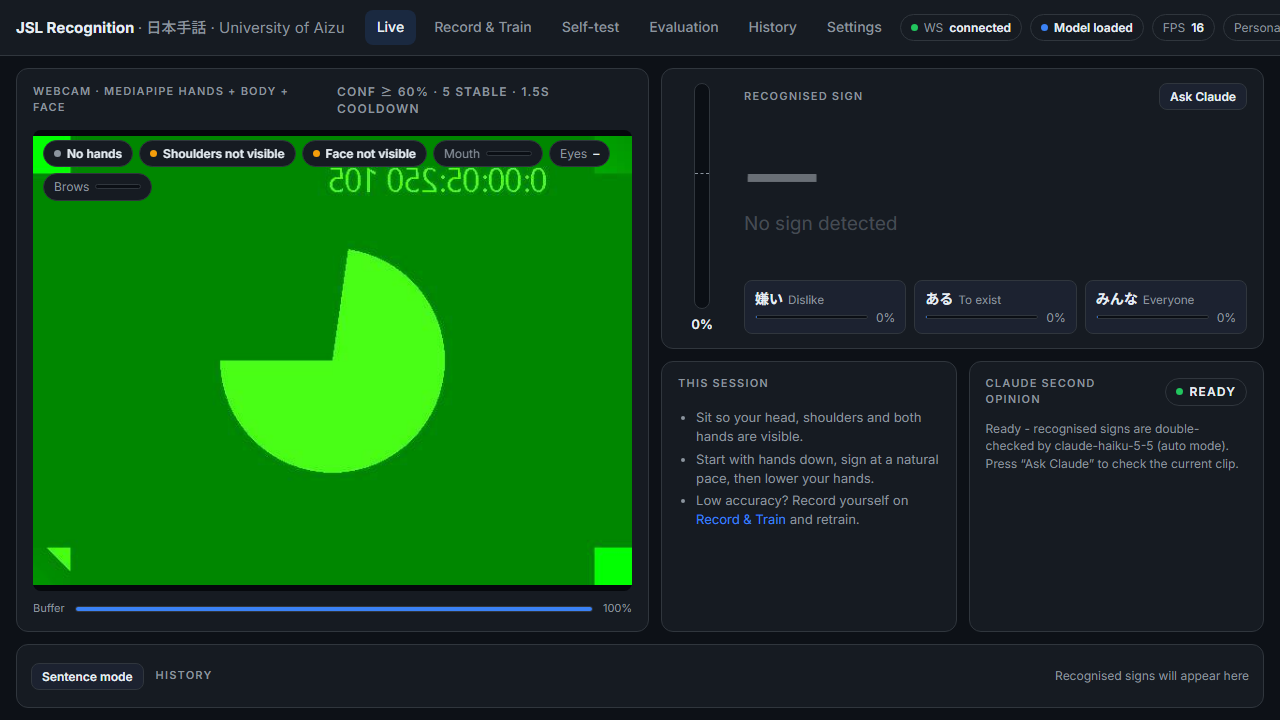 JSL Recognition · 日本手話 · University of Aizu
Live
Record & Train
Self-test
Evaluation
History
Settings
WS connected
Model loaded
FPS 16
Persona
WEBCAM · MEDIAPIPE HANDS + BODY +
FACE
CONF ≥ 60% · 5 STABLE · 1.5S
COOLDOWN
No hands
Shoulders not visible
Face not visible
Mouth
Eyes –
Brows
0:00:05:250 105
Buffer
100%
RECOGNISED SIGN
Ask Claude
—
No sign detected
0%
嫌い Dislike
0%
ある To exist
0%
みんな Everyone
0%
THIS SESSION
• Sit so your head, shoulders and both
hands are visible.
• Start with hands down, sign at a natural
pace, then lower your hands.
• Low accuracy? Record yourself on
Record & Train and retrain.
CLAUDE SECOND
OPINION
READY
Ready - recognised signs are double-
checked by claude-haiku-5-5 (auto mode).
Press “Ask Claude” to check the current clip.
Sentence mode
HISTORY
Recognised signs will appear here